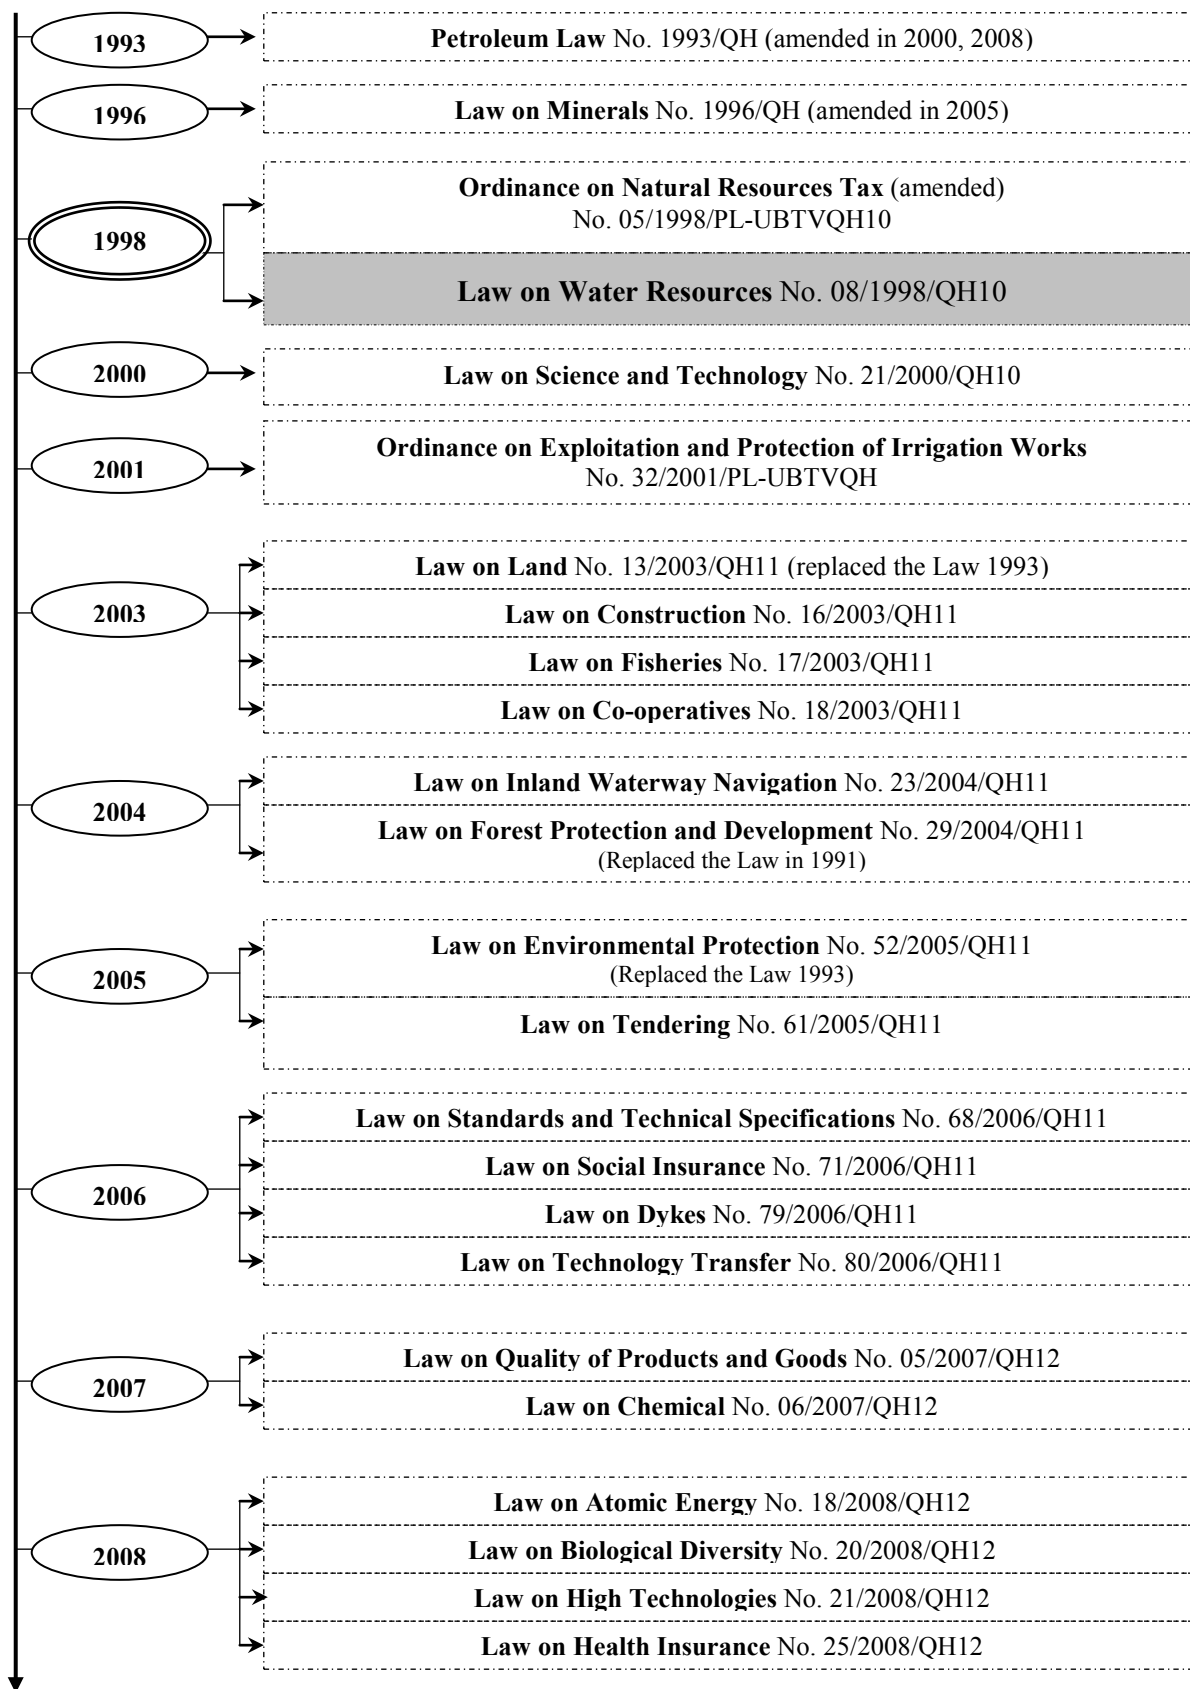 1993
Petroleum Law No. 1993/QH (amended in 2000, 2008)
1996
Law on Minerals No. 1996/QH (amended in 2005)
1998
Ordinance on Natural Resources Tax (amended)
No. 05/1998/PL-UBTVQH10
Law on Water Resources No. 08/1998/QH10
2000
Law on Science and Technology No. 21/2000/QH10
2001
Ordinance on Exploitation and Protection of Irrigation Works
No. 32/2001/PL-UBTVQH
2003
Law on Land No. 13/2003/QH11 (replaced the Law 1993)
Law on Construction No. 16/2003/QH11
Law on Fisheries No. 17/2003/QH11
Law on Co-operatives No. 18/2003/QH11
2004
Law on Inland Waterway Navigation No. 23/2004/QH11
Law on Forest Protection and Development No. 29/2004/QH11
(Replaced the Law in 1991)
2005
Law on Environmental Protection No. 52/2005/QH11
(Replaced the Law 1993)
Law on Tendering No. 61/2005/QH11
2006
Law on Standards and Technical Specifications No. 68/2006/QH11
Law on Social Insurance No. 71/2006/QH11
Law on Dykes No. 79/2006/QH11
Law on Technology Transfer No. 80/2006/QH11
2007
Law on Quality of Products and Goods No. 05/2007/QH12
Law on Chemical No. 06/2007/QH12
2008
Law on Atomic Energy No. 18/2008/QH12
Law on Biological Diversity No. 20/2008/QH12
Law on High Technologies No. 21/2008/QH12
Law on Health Insurance No. 25/2008/QH12